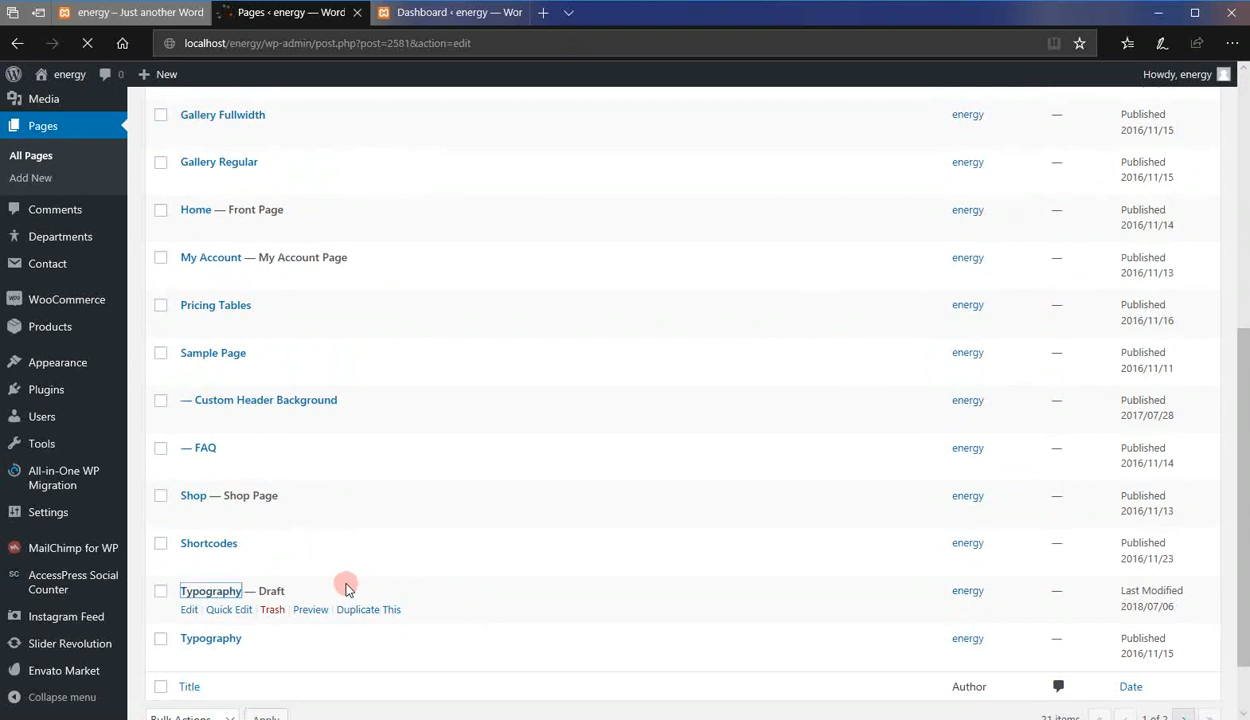 energy – Just another Word
Pages ‹ energy — Word
Dashboard ‹ energy — Wor
localhost/energy/wp-admin/post.php?post=2581&action=edit
energy 0 New Howdy, energy
Media
Pages
All Pages
Add New
Comments
Departments
Contact
WooCommerce
Products
Appearance
Plugins
Users
Tools
All-in-One WP
Migration
Settings
MailChimp for WP
SC AccessPress Social
Counter
Instagram Feed
Slider Revolution
Envato Market
Collapse menu
Gallery Fullwidth energy — Published
2016/11/15
Gallery Regular energy — Published
2016/11/15
Home — Front Page energy — Published
2016/11/14
My Account — My Account Page energy — Published
2016/11/13
Pricing Tables energy — Published
2016/11/16
Sample Page energy — Published
2016/11/11
— Custom Header Background energy — Published
2017/07/28
— FAQ energy — Published
2016/11/14
Shop — Shop Page energy — Published
2016/11/13
Shortcodes energy — Published
2016/11/23
Typography — Draft energy — Last Modified
2018/07/06
Edit | Quick Edit | Trash | Preview | Duplicate This
Typography energy — Published
2016/11/15
Title Author Date
Bulk Actions Apply 21 items 1 of 2